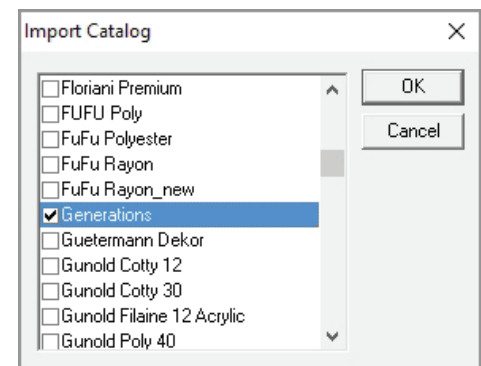 Import Catalog
Floriani Premium
FUFU Poly
FuFu Polyester
FuFu Rayon
FuFu Rayon_new
Generations
Guetermann Dekor
Gunold Cotty 12
Gunold Cotty 30
Gunold Filaine 12 Acrylic
Gunold Poly 40
OK
Cancel